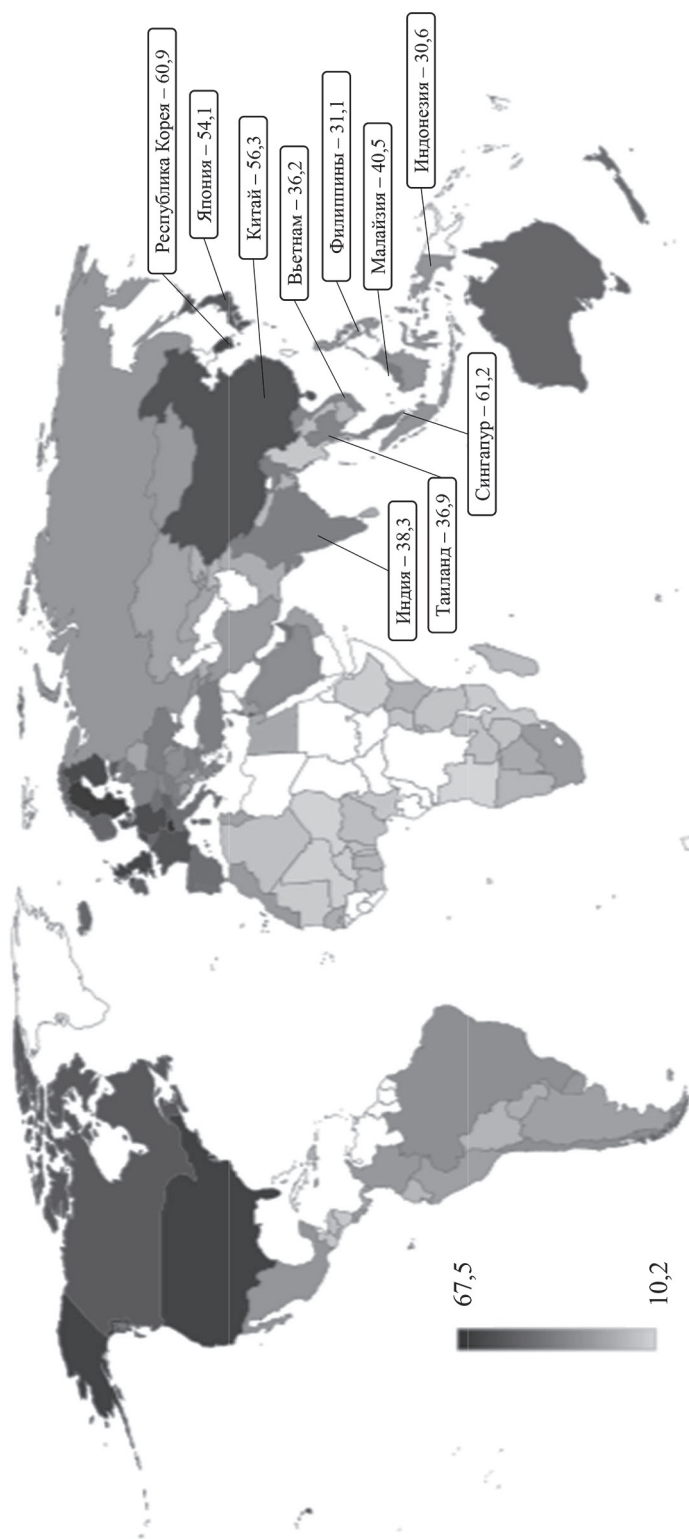 Республика Корея – 60,9
Япония – 54,1
Китай – 56,3
Вьетнам – 36,2
Филиппины – 31,1
Малайзия – 40,5
Индонезия – 30,6
Индия – 38,3
Таиланд – 36,9
Сингапур – 61,2
67,5
10,2